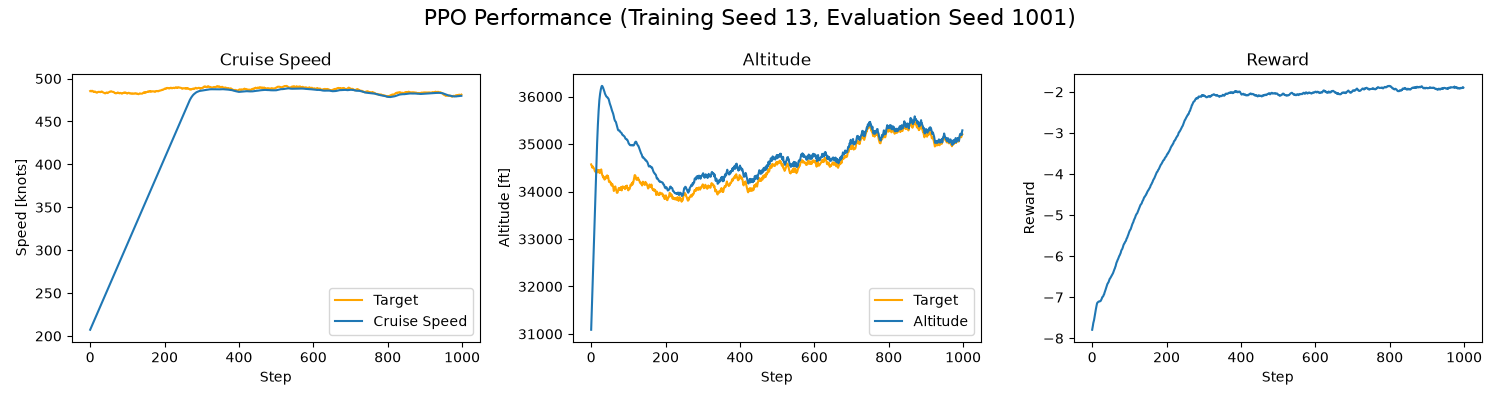 PPO Performance (Training Seed 13, Evaluation Seed 1001)
Cruise Speed
Speed [knots]
500
450
400
350
300
250
200
0 200 400 600 800 1000
Step
Target
Cruise Speed
Altitude
Altitude [ft]
36000
35000
34000
33000
32000
31000
0 200 400 600 800 1000
Step
Target
Altitude
Reward
Reward
−2
−3
−4
−5
−6
−7
−8
0 200 400 600 800 1000
Step